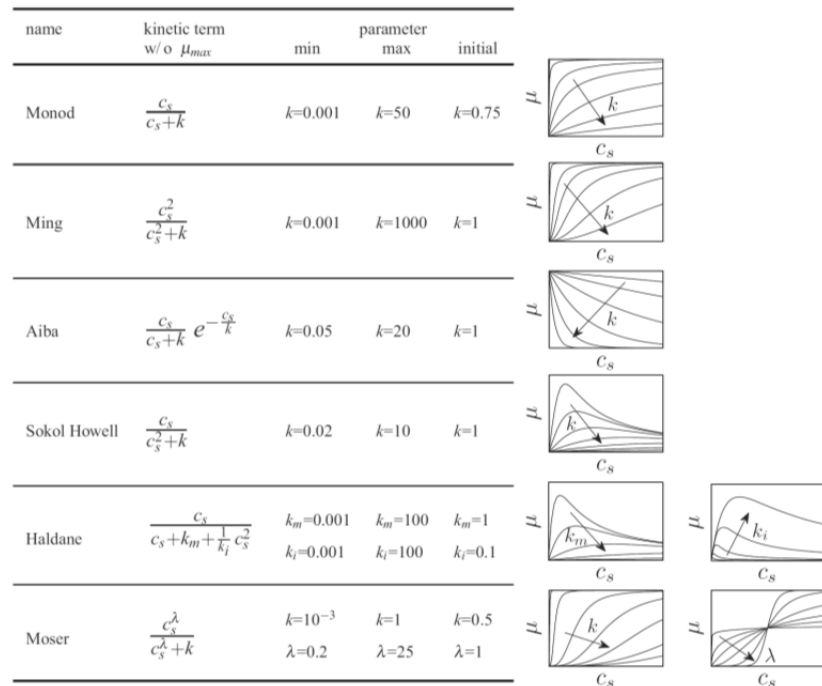 name kinetic term parameter
w/o μmax min max initial
Monod cs/(cs+k) k=0.001 k=50 k=0.75
μ k
cs
Ming cs²/(cs²+k) k=0.001 k=1000 k=1
μ k
cs
Aiba cs/(cs+k) e^(-cs/k) k=0.05 k=20 k=1
μ k
cs
Sokol Howell cs/(cs²+k) k=0.02 k=10 k=1
μ k
cs
Haldane cs/(cs+km+(1/ki)cs²) km=0.001 km=100 km=1
ki=0.001 ki=100 ki=0.1
μ km μ ki
cs cs
Moser cs^λ/(cs^λ+k) k=10⁻³ k=1 k=0.5
λ=0.2 λ=25 λ=1
μ k μ λ
cs cs